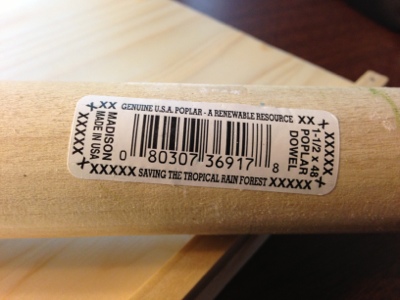 GENUINE U.S.A. POPLAR - A RENEWABLE RESOURCE
XX
XX
XXXXX
MADISON
MADE IN USA
1-1/2 x 48
POPLAR
DOWEL
XXXXX
0 80307 36917 8
XXXXX SAVING THE TROPICAL RAIN FOREST XXXXX